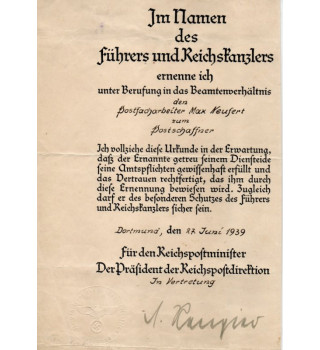 Im Namen
des
Führers und Reichskanzlers
ernenne ich
unter Berufung in das Beamtenverhältnis
den
Postfacharbeiter Max Neufert
zum
Postschaffner
Ich vollziehe diese Urkunde in der Erwartung,
daß der Ernannte getreu seinem Diensteide
seine Amtspflichten gewissenhaft erfüllt und
das Vertrauen rechtfertigt, das ihm durch
diese Ernennung bewiesen wird. Zugleich
darf er des besonderen Schutzes des Führers
und Reichskanzlers sicher sein.
Dortmund, den 27. Juni 1939
Für den Reichspostminister
Der Präsident der Reichspostdirektion
In Vertretung